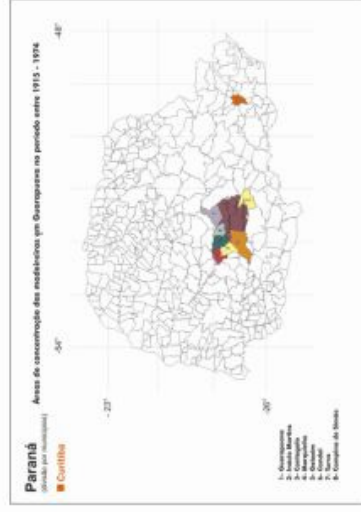 Paraná
(divisão por municípios)
Áreas de concentração das madeireiras em Guarapuava no período entre 1915 - 1974
Curitiba
-54°
-48°
- 23°
-26°
1- Guarapuava
2- Inácio Martins
3- Cantagalo
4- Marquinho
5- Goioxim
6- Candói
7- Turvo
8- Campina do Simão